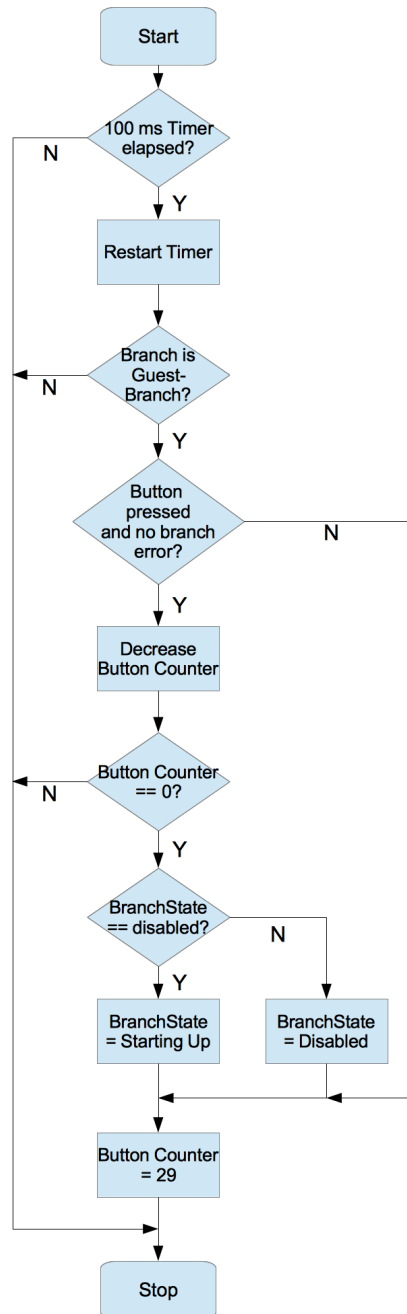 Start
100 ms Timer
elapsed?
N
Y
Restart Timer
Branch is
Guest-
Branch?
N
Y
Button
pressed
and no branch
error?
N
Y
Decrease
Button Counter
Button Counter
== 0?
N
Y
BranchState
== disabled?
N
Y
BranchState
= Starting Up
BranchState
= Disabled
Button Counter
= 29
Stop